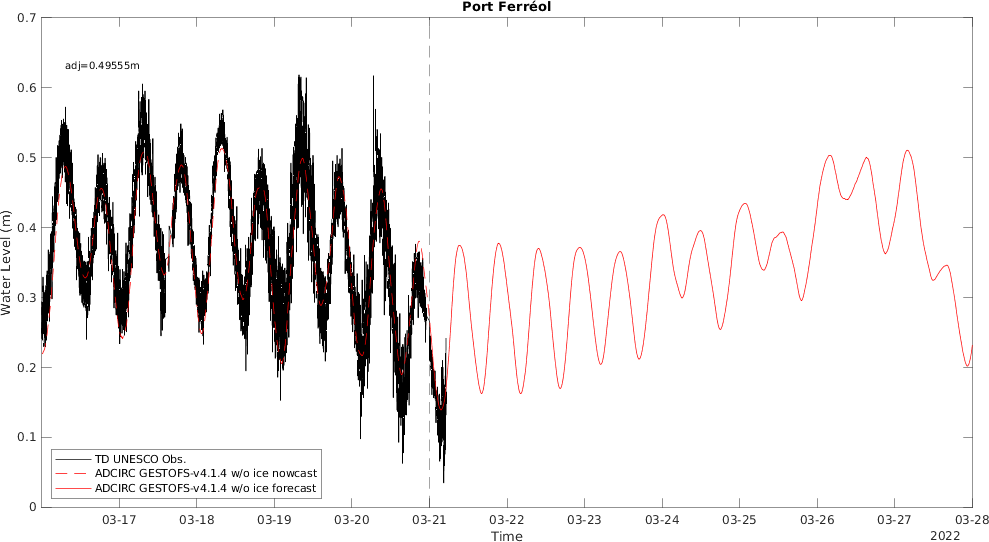 Port Ferréol
0.7
adj=0.49555m
0.6
0.5
0.4
Water Level (m)
0.3
0.2
0.1
0
TD UNESCO Obs.
ADCIRC GESTOFS-v4.1.4 w/o ice nowcast
ADCIRC GESTOFS-v4.1.4 w/o ice forecast
03-17 03-18 03-19 03-20 03-21 03-22 03-23 03-24 03-25 03-26 03-27 03-28
Time
2022